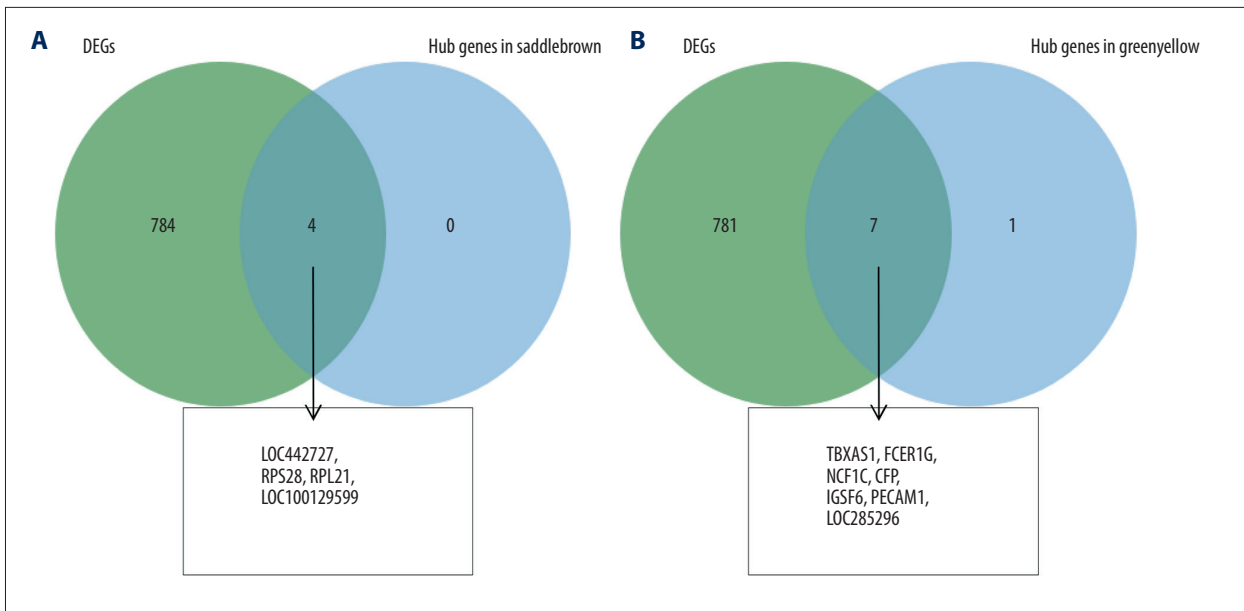 A
DEGs
Hub genes in saddlebrown
784
4
0
LOC442727,
RPS28, RPL21,
LOC100129599
B
DEGs
Hub genes in greenyellow
781
7
1
TBXAS1, FCER1G,
NCF1C, CFP,
IGSF6, PECAM1,
LOC285296